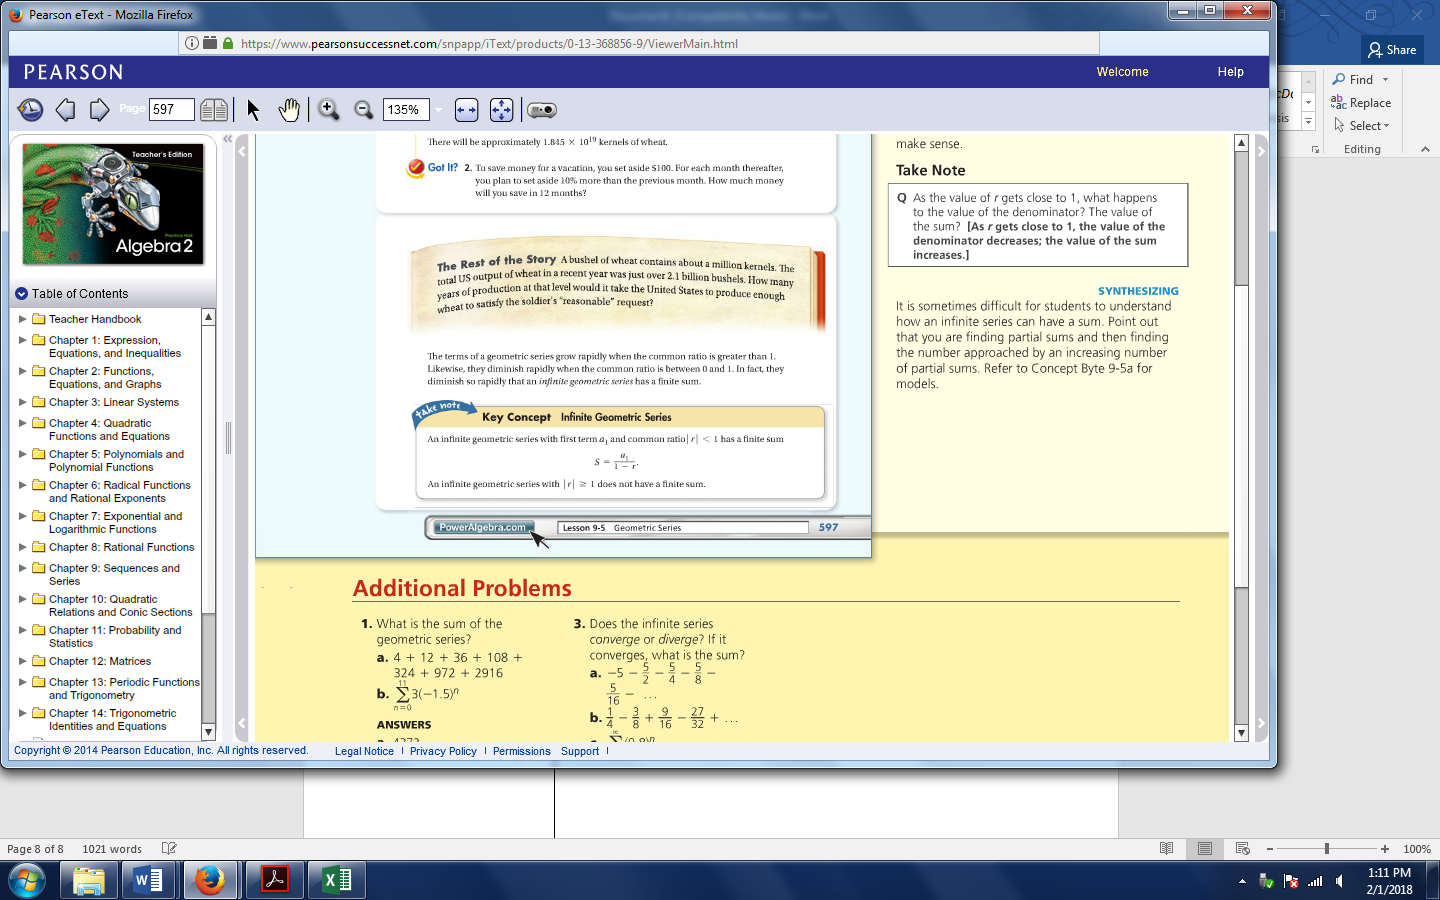 Pearson eText - Mozilla Firefox
https://www.pearsonsuccessnet.com/snpapp/iText/products/0-13-368856-9/ViewerMain.html
PEARSON
Welcome
Help
Page 597
135%
Teacher's Edition
Algebra 2
Table of Contents
Teacher Handbook
Chapter 1: Expression,
Equations, and Inequalities
Chapter 2: Functions,
Equations, and Graphs
Chapter 3: Linear Systems
Chapter 4: Quadratic
Functions and Equations
Chapter 5: Polynomials and
Polynomial Functions
Chapter 6: Radical Functions
and Rational Exponents
Chapter 7: Exponential and
Logarithmic Functions
Chapter 8: Rational Functions
Chapter 9: Sequences and
Series
Chapter 10: Quadratic
Relations and Conic Sections
Chapter 11: Probability and
Statistics
Chapter 12: Matrices
Chapter 13: Periodic Functions
and Trigonometry
Chapter 14: Trigonometric
Identities and Equations
There will be approximately 1.845 × 10¹⁹ kernels of wheat.
Got It? 2. To save money for a vacation, you set aside $100. For each month thereafter,
you plan to set aside 10% more than the previous month. How much money
will you save in 12 months?
The Rest of the Story A bushel of wheat contains about a million kernels. The
total US output of wheat in a recent year was just over 2.1 billion bushels. How many
years of production at that level would it take the United States to produce enough
wheat to satisfy the soldier's "reasonable" request?
The terms of a geometric series grow rapidly when the common ratio is greater than 1.
Likewise, they diminish rapidly when the common ratio is between 0 and 1. In fact, they
diminish so rapidly that an infinite geometric series has a finite sum.
take note
Key Concept Infinite Geometric Series
An infinite geometric series with first term a₁ and common ratio |r| < 1 has a finite sum
S = a₁/(1 − r).
An infinite geometric series with |r| ≥ 1 does not have a finite sum.
PowerAlgebra.com
Lesson 9-5 Geometric Series
597
make sense.
Take Note
Q As the value of r gets close to 1, what happens
to the value of the denominator? The value of
the sum? [As r gets close to 1, the value of the
denominator decreases; the value of the sum
increases.]
SYNTHESIZING
It is sometimes difficult for students to understand
how an infinite series can have a sum. Point out
that you are finding partial sums and then finding
the number approached by an increasing number
of partial sums. Refer to Concept Byte 9-5a for
models.
Additional Problems
1. What is the sum of the
geometric series?
a. 4 + 12 + 36 + 108 +
324 + 972 + 2916
b. ∑ n=0 11 3(−1.5)ⁿ
ANSWERS
3. Does the infinite series
converge or diverge? If it
converges, what is the sum?
a. −5 − 5/2 − 5/4 − 5/8 −
5/16 − ...
b. 1/4 − 3/8 + 9/16 − 27/32 + ...
Copyright © 2014 Pearson Education, Inc. All rights reserved.
Legal Notice | Privacy Policy | Permissions Support |
Share
Find
Replace
Select
Editing
Page 8 of 8
1021 words
100%
1:11 PM
2/1/2018